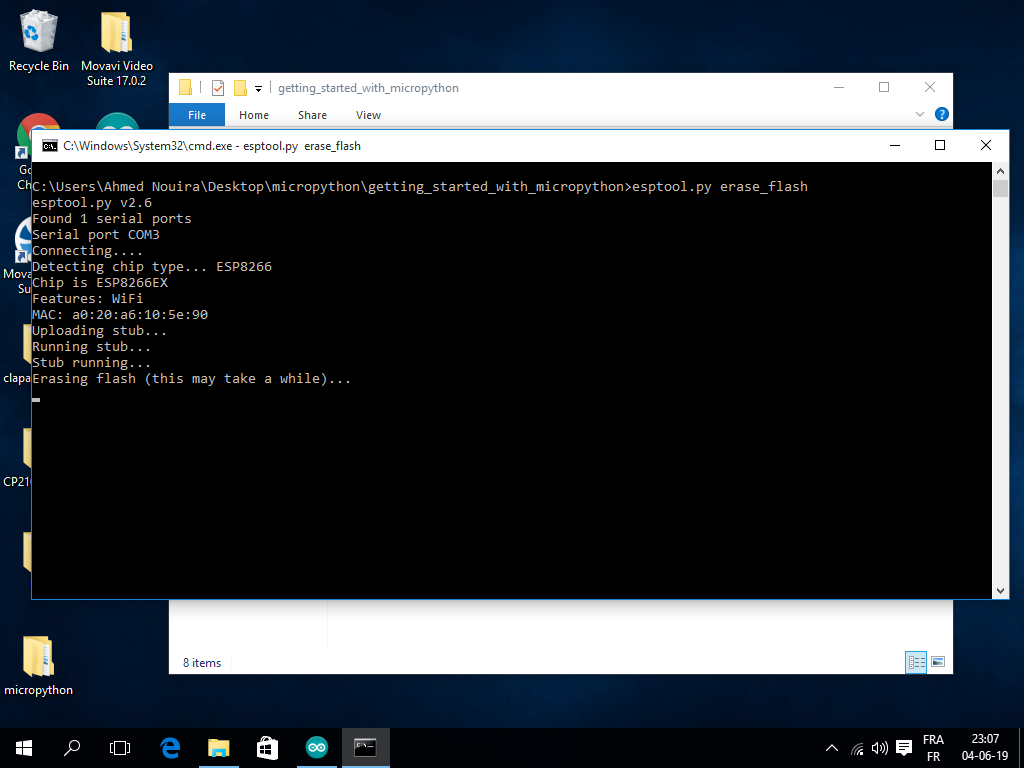 Recycle Bin
Movavi Video
Suite 17.0.2
getting_started_with_micropython
File Home Share View
C:\Windows\System32\cmd.exe - esptool.py erase_flash
C:\Users\Ahmed Nouira\Desktop\micropython\getting_started_with_micropython>esptool.py erase_flash
esptool.py v2.6
Found 1 serial ports
Serial port COM3
Connecting....
Detecting chip type... ESP8266
Chip is ESP8266EX
Features: WiFi
MAC: a0:20:a6:10:5e:90
Uploading stub...
Running stub...
Stub running...
Erasing flash (this may take a while)...
Go
Ch
Mova
Su
clapa
CP210
8 items
micropython
FRA
FR
23:07
04-06-19